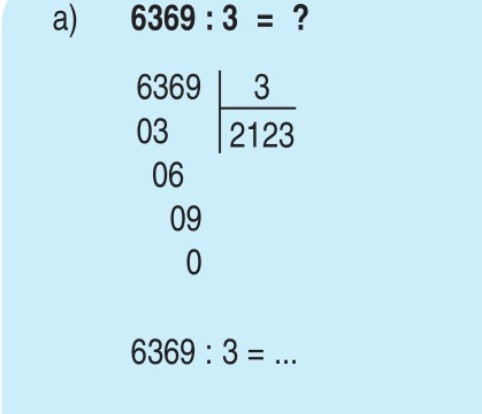 a) 6369 : 3 = ?
6369 3
03 2123
06
09
0
6369 : 3 = ...